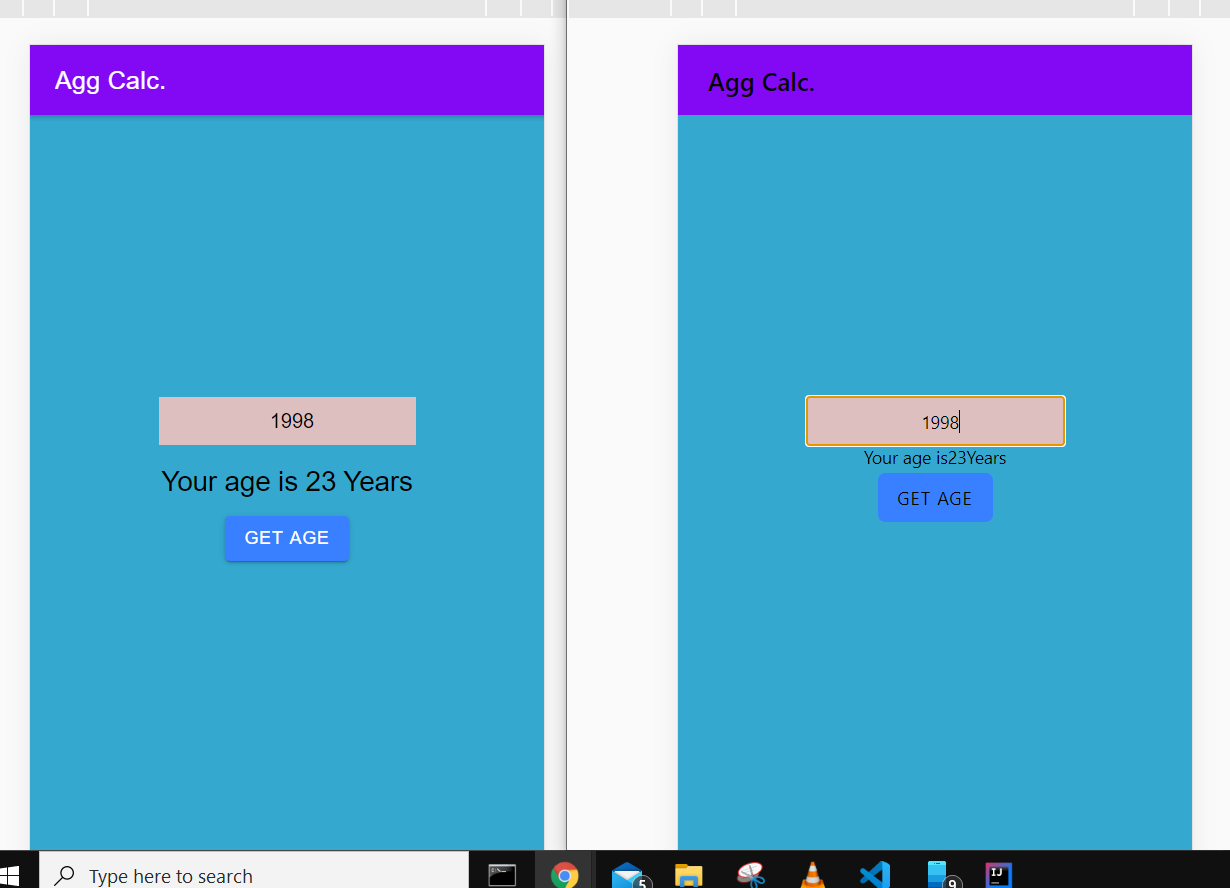 Agg Calc.
1998
Your age is 23 Years
GET AGE
Agg Calc.
1998
Your age is23Years
GET AGE
Type here to search
5
9
IJ